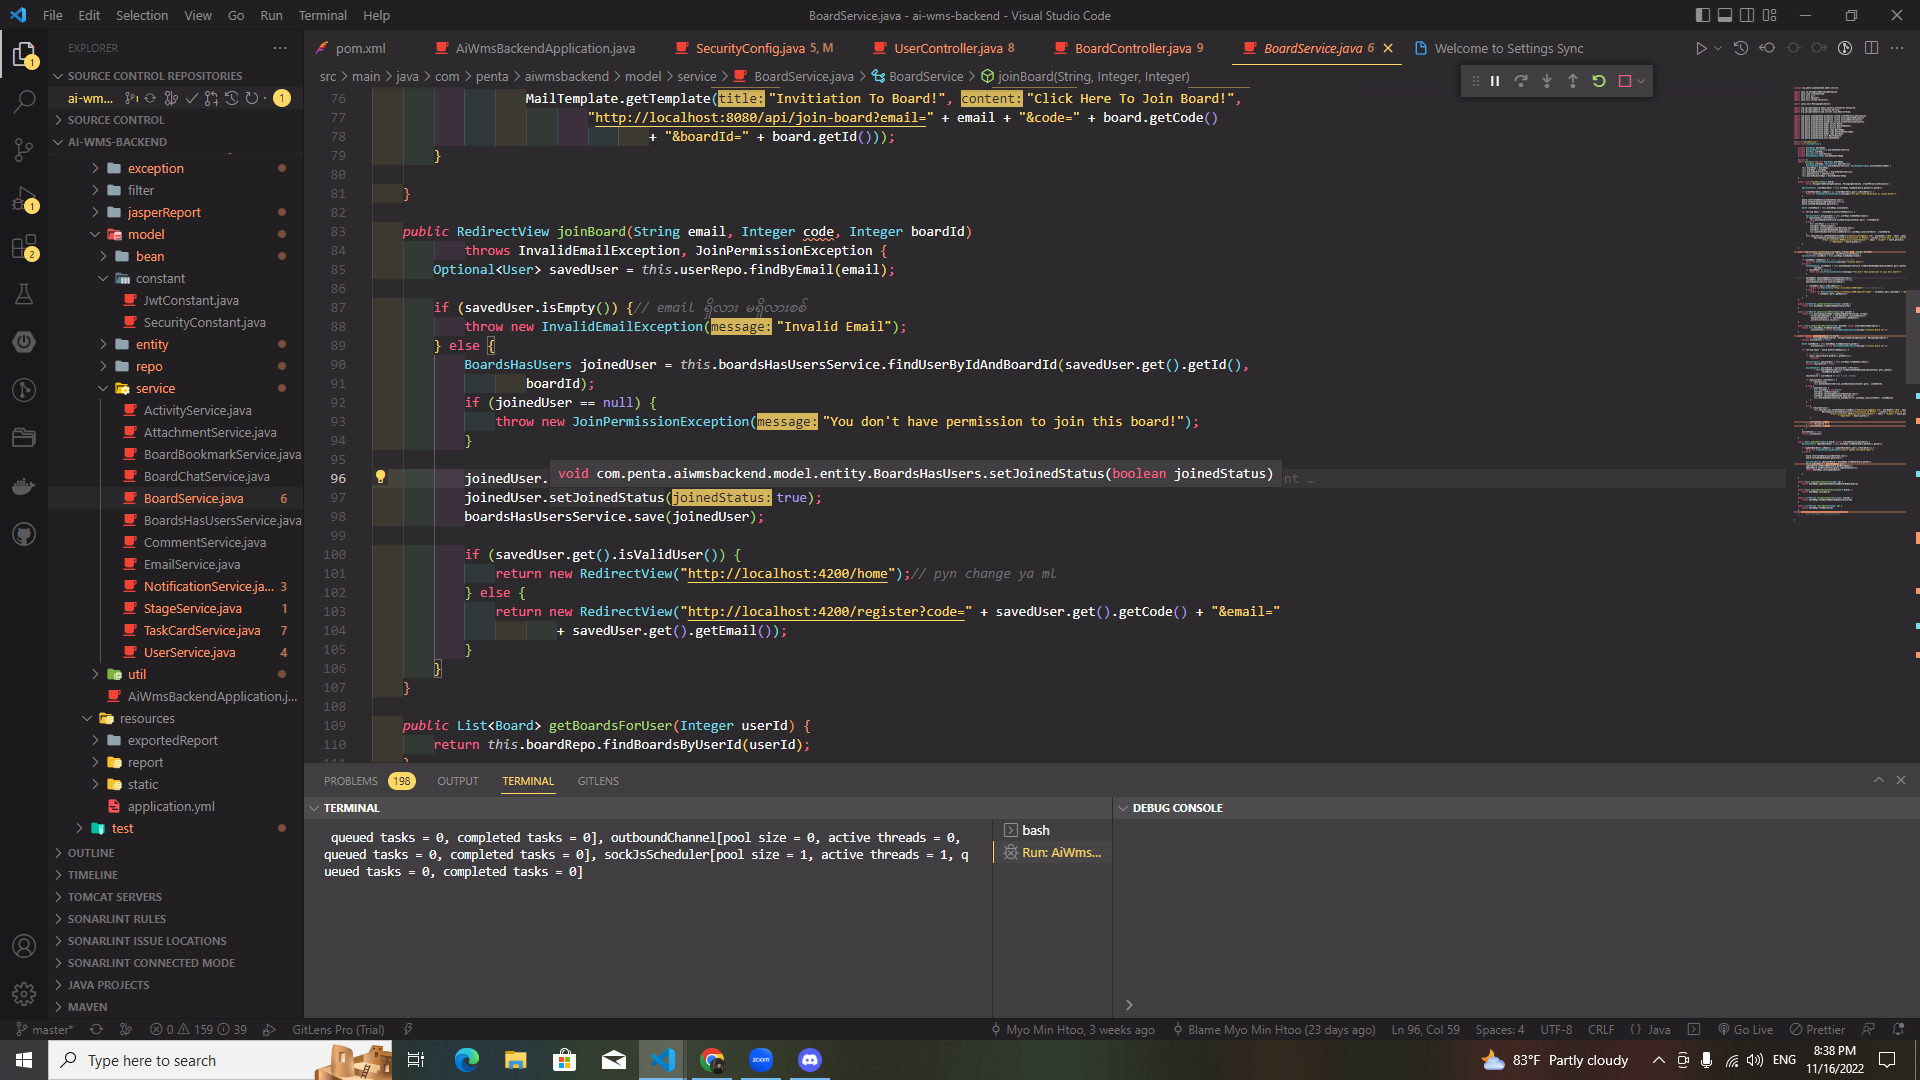 File Edit Selection View Go Run Terminal Help
BoardService.java - ai-wms-backend - Visual Studio Code
EXPLORER
SOURCE CONTROL REPOSITORIES
ai-wm...
1
SOURCE CONTROL
AI-WMS-BACKEND
exception
filter
jasperReport
model
bean
constant
JwtConstant.java
SecurityConstant.java
entity
repo
service
ActivityService.java
AttachmentService.java
BoardBookmarkService.java
BoardChatService.java
BoardService.java 6
BoardsHasUsersService.java
CommentService.java
EmailService.java
NotificationService.ja... 3
StageService.java 1
TaskCardService.java 7
UserService.java 4
util
AiWmsBackendApplication.j...
resources
exportedReport
report
static
application.yml
test
OUTLINE
TIMELINE
TOMCAT SERVERS
SONARLINT RULES
SONARLINT ISSUE LOCATIONS
SONARLINT CONNECTED MODE
JAVA PROJECTS
MAVEN
pom.xml AiWmsBackendApplication.java SecurityConfig.java 5, M UserController.java 8 BoardController.java 9 BoardService.java 6 Welcome to Settings Sync
src > main > java > com > penta > aiwmsbackend > model > service > BoardService.java > BoardService > joinBoard(String, Integer, Integer)
76 MailTemplate.getTemplate(title: "Invitiation To Board!", content: "Click Here To Join Board!",
77 "http://localhost:8080/api/join-board?email=" + email + "&code=" + board.getCode()
78 + "&boardId=" + board.getId()));
79 }
80
81 }
82
83 public RedirectView joinBoard(String email, Integer code, Integer boardId)
84 throws InvalidEmailException, JoinPermissionException {
85 Optional<User> savedUser = this.userRepo.findByEmail(email);
86
87 if (savedUser.isEmpty()) {// email ရှိလား မရှိလားစစ်
88 throw new InvalidEmailException(message: "Invalid Email");
89 } else {
90 BoardsHasUsers joinedUser = this.boardsHasUsersService.findUserByIdAndBoardId(savedUser.get().getId(),
91 boardId);
92 if (joinedUser == null) {
93 throw new JoinPermissionException(message: "You don't have permission to join this board!");
94 }
95
96 joinedUser. void com.penta.aiwmsbackend.model.entity.BoardsHasUsers.setJoinedStatus(boolean joinedStatus) nt ...
97 joinedUser.setJoinedStatus(joinedStatus: true);
98 boardsHasUsersService.save(joinedUser);
99
100 if (savedUser.get().isValidUser()) {
101 return new RedirectView("http://localhost:4200/home");// pyn change ya ml
102 } else {
103 return new RedirectView("http://localhost:4200/register?code=" + savedUser.get().getCode() + "&email="
104 + savedUser.get().getEmail());
105 }
106 }
107 }
108
109 public List<Board> getBoardsForUser(Integer userId) {
110 return this.boardRepo.findBoardsByUserId(userId);
PROBLEMS 198 OUTPUT TERMINAL GITLENS
TERMINAL
queued tasks = 0, completed tasks = 0], outboundChannel[pool size = 0, active threads = 0,
queued tasks = 0, completed tasks = 0], sockJsScheduler[pool size = 1, active threads = 1, q
ueued tasks = 0, completed tasks = 0]
bash
Run: AiWms...
DEBUG CONSOLE
master* 0 159 39 GitLens Pro (Trial) Myo Min Htoo, 3 weeks ago Blame Myo Min Htoo (23 days ago) Ln 96, Col 59 Spaces: 4 UTF-8 CRLF { } Java Go Live Prettier
Type here to search
zoom
83°F Partly cloudy ENG
8:38 PM
11/16/2022